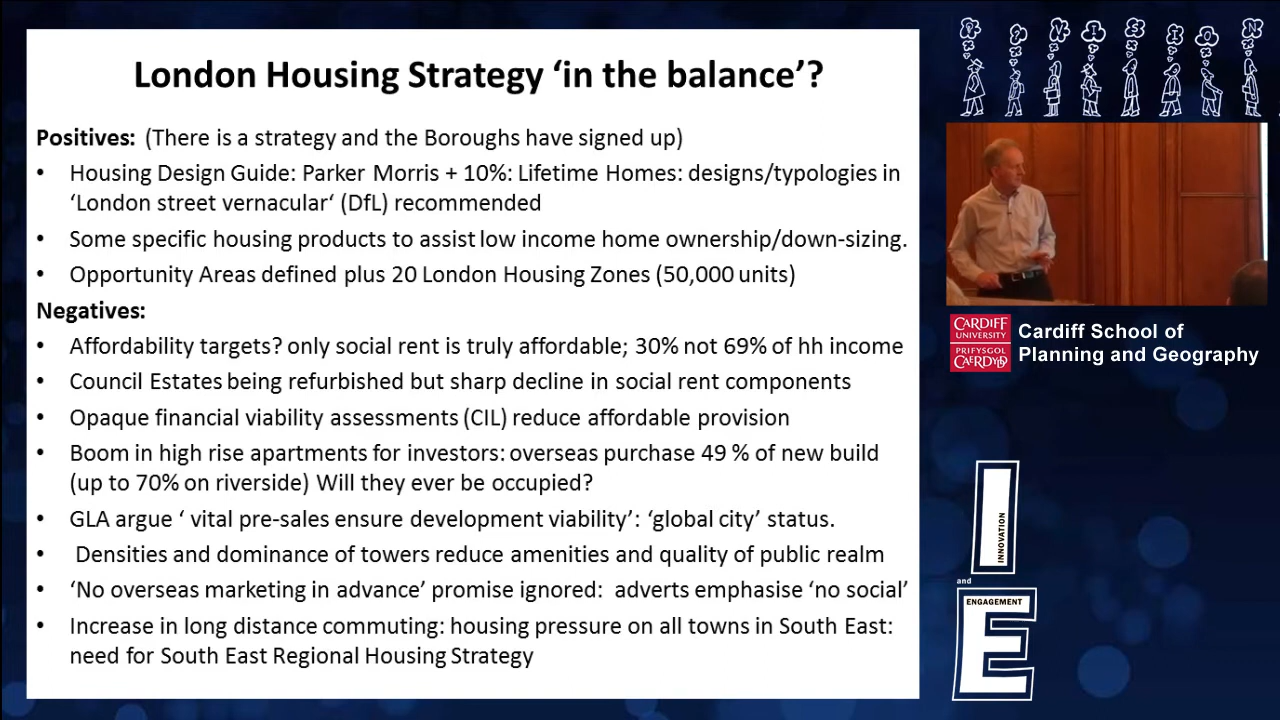 London Housing Strategy ‘in the balance’?
Positives: (There is a strategy and the Boroughs have signed up)
• Housing Design Guide: Parker Morris + 10%: Lifetime Homes: designs/typologies in
‘London street vernacular‘ (DfL) recommended
• Some specific housing products to assist low income home ownership/down-sizing.
• Opportunity Areas defined plus 20 London Housing Zones (50,000 units)
Negatives:
• Affordability targets? only social rent is truly affordable; 30% not 69% of hh income
• Council Estates being refurbished but sharp decline in social rent components
• Opaque financial viability assessments (CIL) reduce affordable provision
• Boom in high rise apartments for investors: overseas purchase 49 % of new build
(up to 70% on riverside) Will they ever be occupied?
• GLA argue ‘ vital pre-sales ensure development viability’: ‘global city’ status.
• Densities and dominance of towers reduce amenities and quality of public realm
• ‘No overseas marketing in advance’ promise ignored: adverts emphasise ‘no social’
• Increase in long distance commuting: housing pressure on all towns in South East:
need for South East Regional Housing Strategy
VISION
CARDIFF
UNIVERSITY
PRIFYSGOL
CAERDYDD
Cardiff School of
Planning and Geography
I
INNOVATION
and
ENGAGEMENT
E